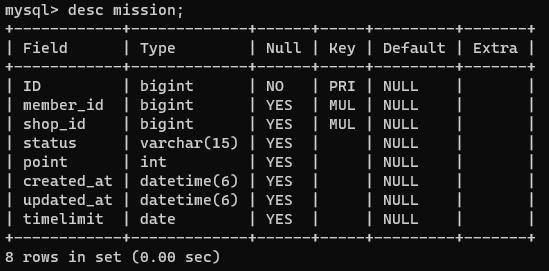 mysql> desc mission;
+------------+-------------+------+-----+---------+-------+
| Field      | Type        | Null | Key | Default | Extra |
+------------+-------------+------+-----+---------+-------+
| ID         | bigint      | NO   | PRI | NULL    |       |
| member_id  | bigint      | YES  | MUL | NULL    |       |
| shop_id    | bigint      | YES  | MUL | NULL    |       |
| status     | varchar(15) | YES  |     | NULL    |       |
| point      | int         | YES  |     | NULL    |       |
| created_at | datetime(6) | YES  |     | NULL    |       |
| updated_at | datetime(6) | YES  |     | NULL    |       |
| timelimit  | date        | YES  |     | NULL    |       |
+------------+-------------+------+-----+---------+-------+
8 rows in set (0.00 sec)